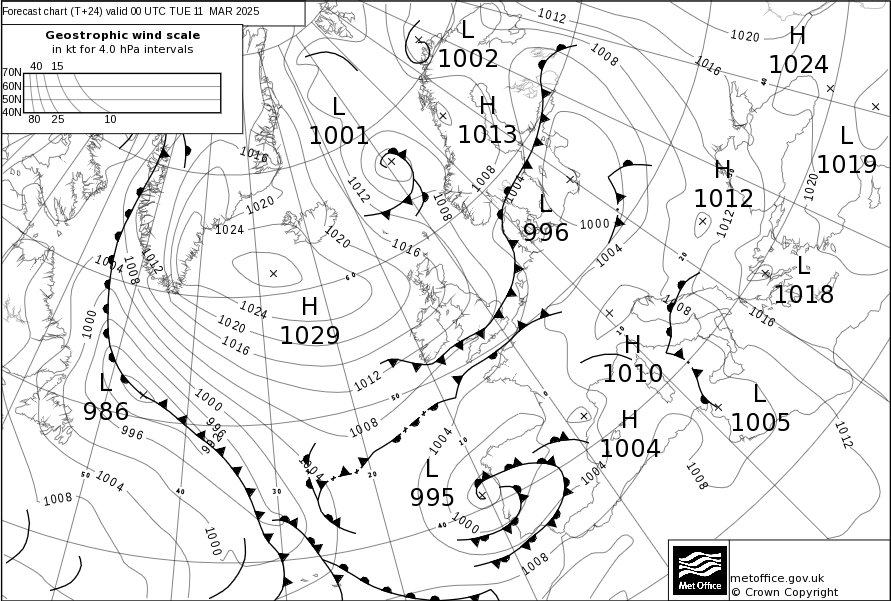 Forecast chart (T+24) valid 00 UTC TUE 11 MAR 2025
Geostrophic wind scale
in kt for 4.0 hPa intervals
40 15
70N
60N
50N
40N
80 25 10
L
1002
H
1024
L
1001
H
1013
L
1019
H
1012
L
996
L
1018
H
1029
H
1010
L
986
L
1005
H
1004
L
995
1012
1020
1008
1016
40
1016
1012
1008
1008
1004
1020
1012
1020
1024
1020
1016
1000
1004
1004
1008
1012
60
20
1024
1020
1016
1008
1016
1000
10
1012
50
0
1000
996
992
996
1008
1004
10
1012
1004
1004
1008
50
1004
40
30
20
1008
1000
40
1000
1008
Met Office
metoffice.gov.uk
© Crown Copyright